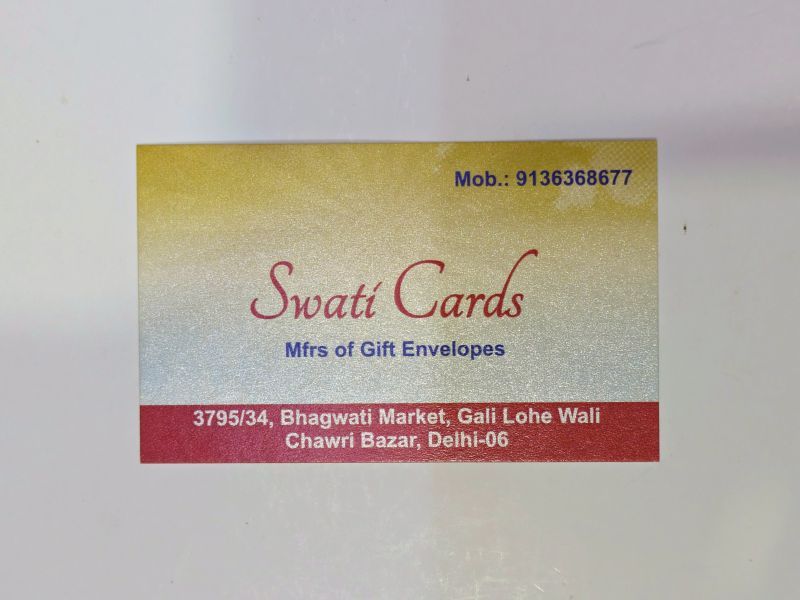 Mob.: 9136368677
Swati Cards
Mfrs of Gift Envelopes
3795/34, Bhagwati Market, Gali Lohe Wali
Chawri Bazar, Delhi-06